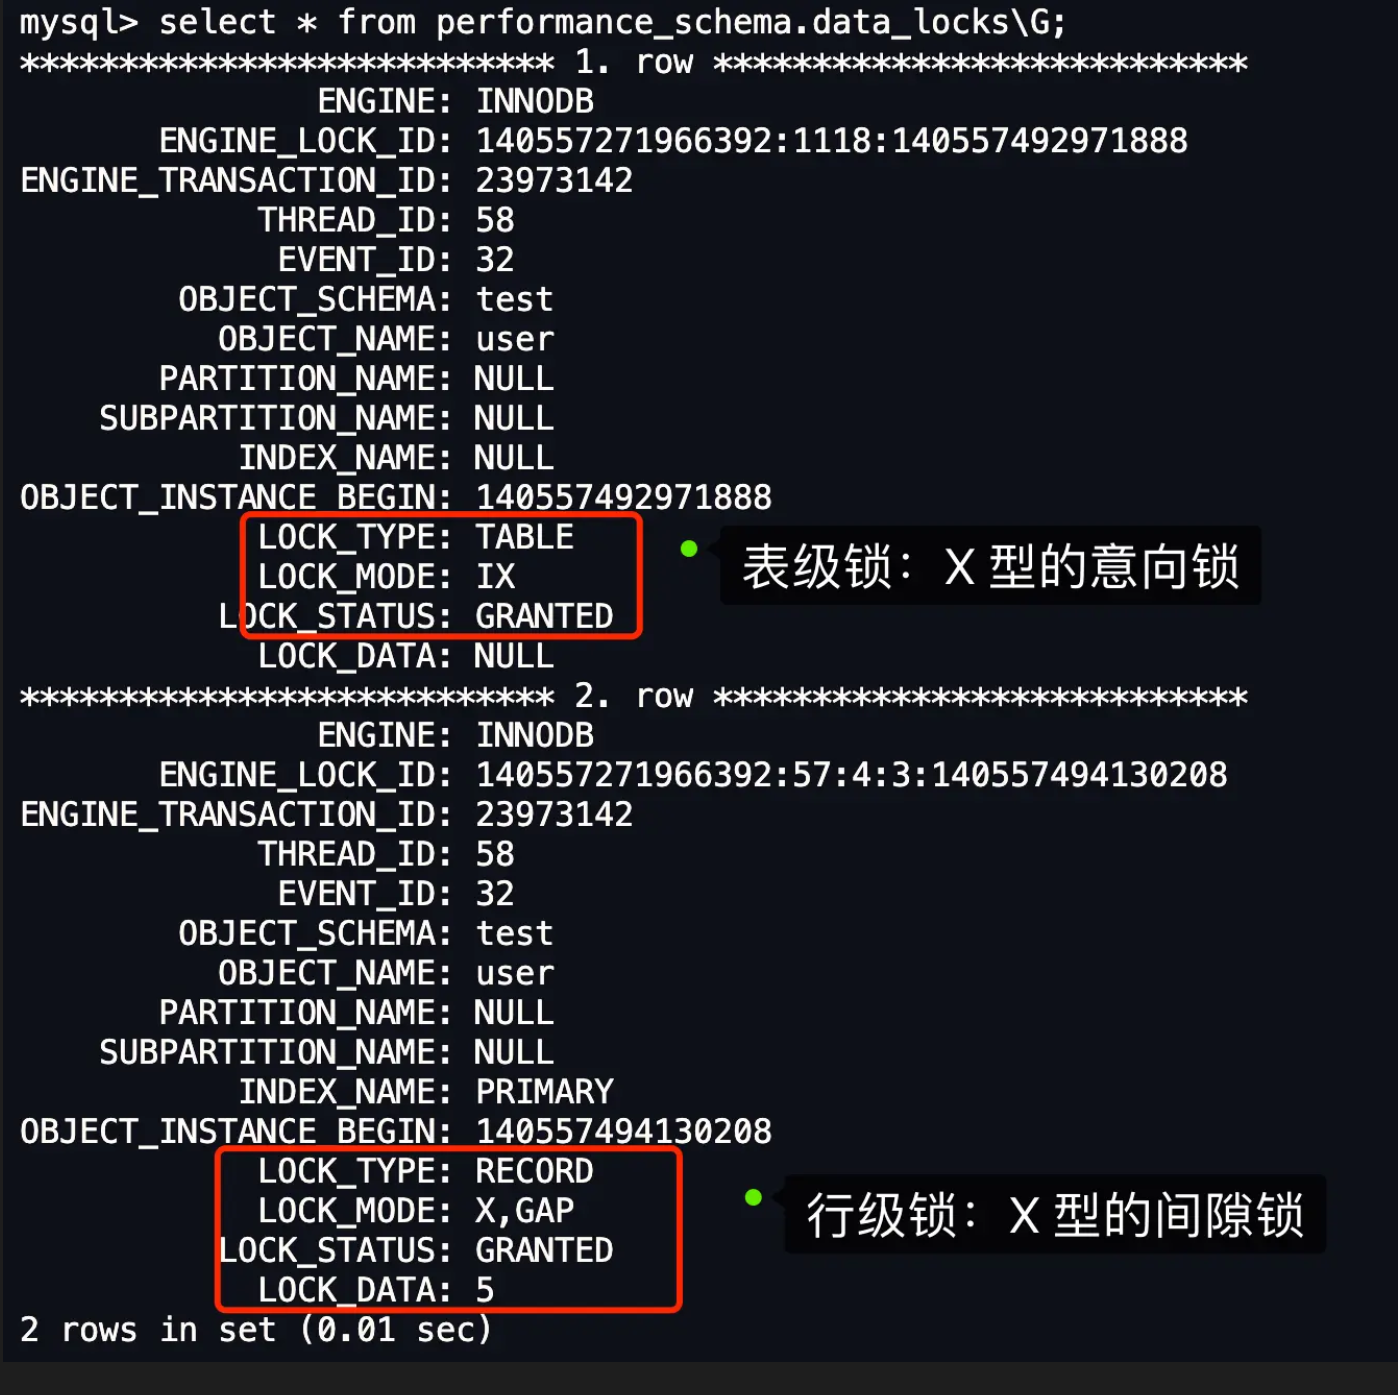 mysql> select * from performance_schema.data_locks\G;
*************************** 1. row ***************************
ENGINE: INNODB
ENGINE_LOCK_ID: 140557271966392:1118:140557492971888
ENGINE_TRANSACTION_ID: 23973142
THREAD_ID: 58
EVENT_ID: 32
OBJECT_SCHEMA: test
OBJECT_NAME: user
PARTITION_NAME: NULL
SUBPARTITION_NAME: NULL
INDEX_NAME: NULL
OBJECT_INSTANCE_BEGIN: 140557492971888
LOCK_TYPE: TABLE
LOCK_MODE: IX
表级锁：X 型的意向锁
LOCK_STATUS: GRANTED
LOCK_DATA: NULL
*************************** 2. row ***************************
ENGINE: INNODB
ENGINE_LOCK_ID: 140557271966392:57:4:3:140557494130208
ENGINE_TRANSACTION_ID: 23973142
THREAD_ID: 58
EVENT_ID: 32
OBJECT_SCHEMA: test
OBJECT_NAME: user
PARTITION_NAME: NULL
SUBPARTITION_NAME: NULL
INDEX_NAME: PRIMARY
OBJECT_INSTANCE_BEGIN: 140557494130208
LOCK_TYPE: RECORD
LOCK_MODE: X,GAP
行级锁：X 型的间隙锁
LOCK_STATUS: GRANTED
LOCK_DATA: 5
2 rows in set (0.01 sec)